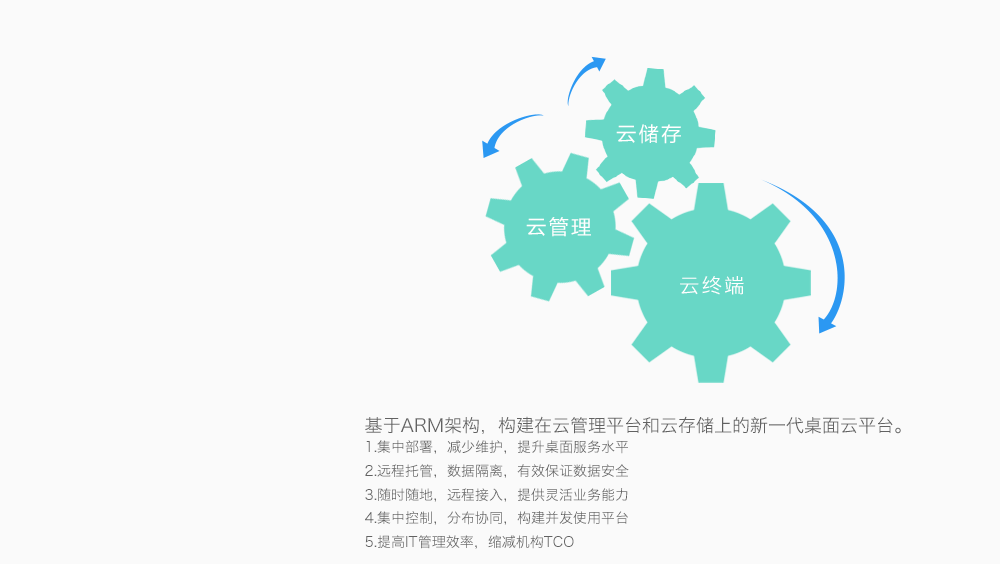 云储存
云管理
云终端
基于ARM架构，构建在云管理平台和云存储上的新一代桌面云平台。
1.集中部署，减少维护，提升桌面服务水平
2.远程托管，数据隔离，有效保证数据安全
3.随时随地，远程接入，提供灵活业务能力
4.集中控制，分布协同，构建并发使用平台
5.提高IT管理效率，缩减机构TCO